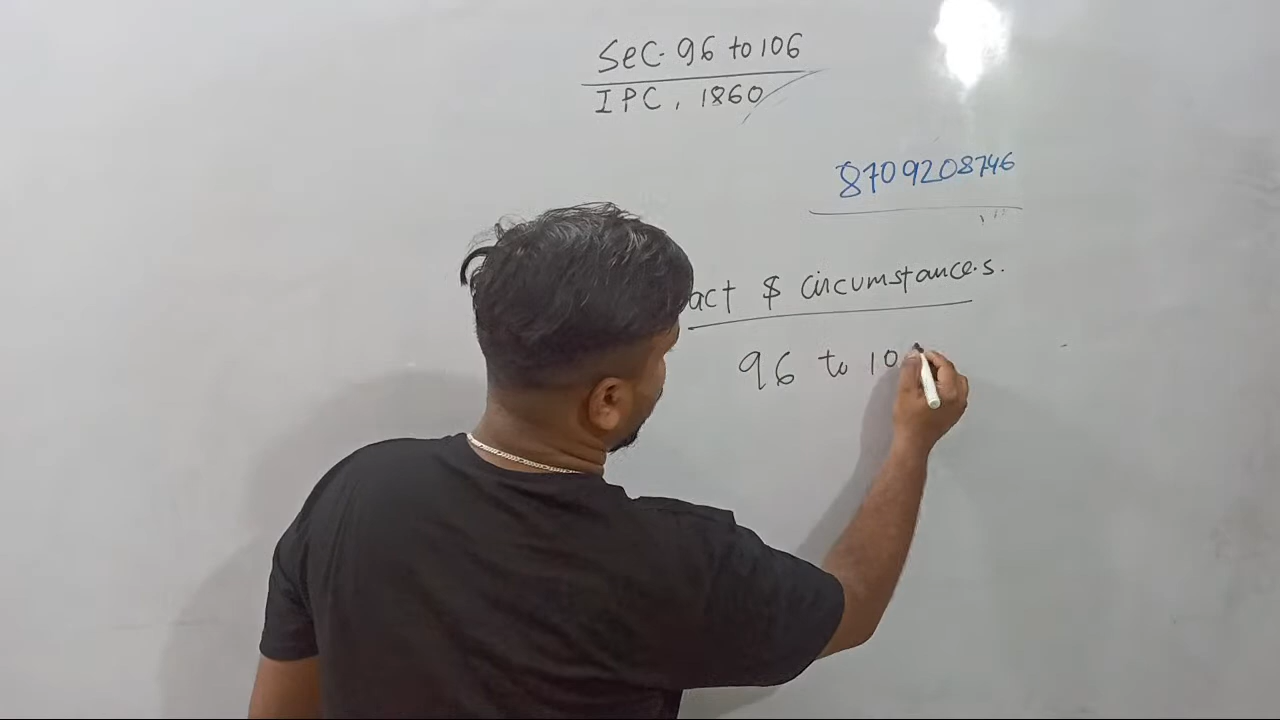 Sec. 96 to 106
IPC, 1860
8709208746
act $ Circumstances.
96 to 10